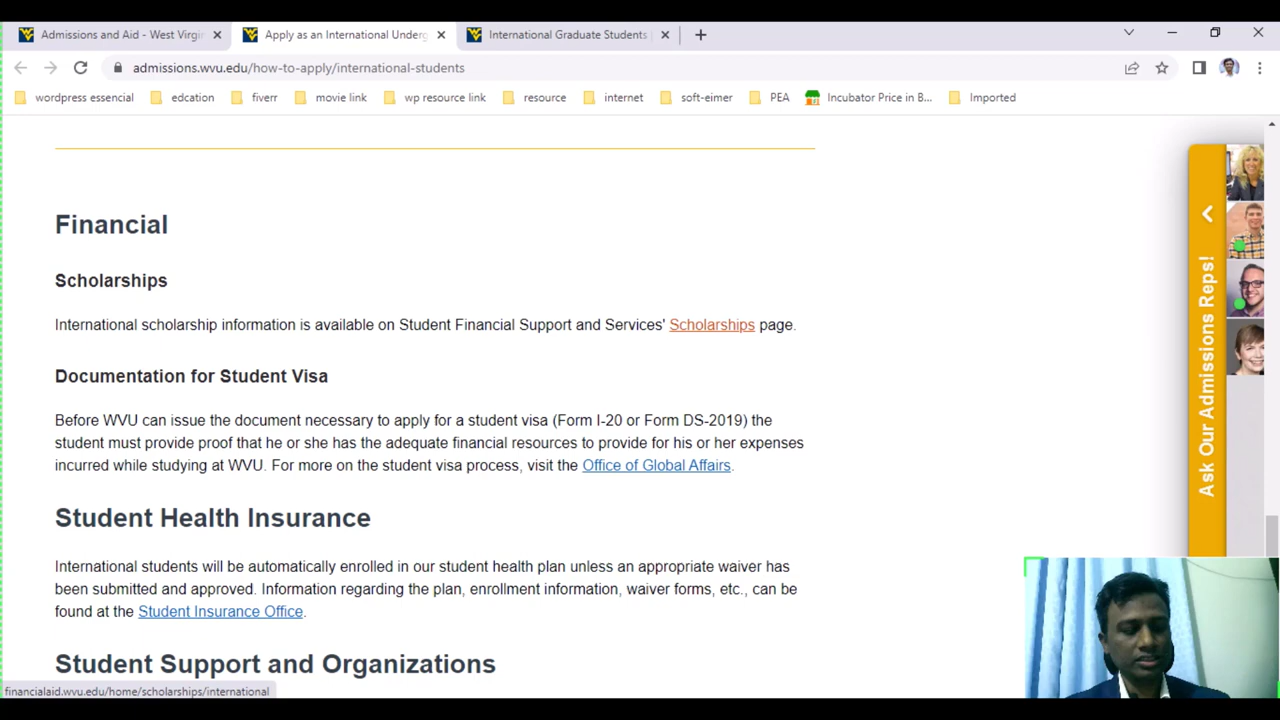 Admissions and Aid - West Virgin
Apply as an International Underg
International Graduate Students |
admissions.wvu.edu/how-to-apply/international-students
wordpress essencial
edcation
fiverr
movie link
wp resource link
resource
internet
soft-eimer
PEA
Incubator Price in B...
Imported
Financial
Scholarships
International scholarship information is available on Student Financial Support and Services' Scholarships page.
Documentation for Student Visa
Before WVU can issue the document necessary to apply for a student visa (Form I-20 or Form DS-2019) the
student must provide proof that he or she has the adequate financial resources to provide for his or her expenses
incurred while studying at WVU. For more on the student visa process, visit the Office of Global Affairs.
Student Health Insurance
International students will be automatically enrolled in our student health plan unless an appropriate waiver has
been submitted and approved. Information regarding the plan, enrollment information, waiver forms, etc., can be
found at the Student Insurance Office.
Student Support and Organizations
financialaid.wvu.edu/home/scholarships/international
Ask Our Admissions Reps!